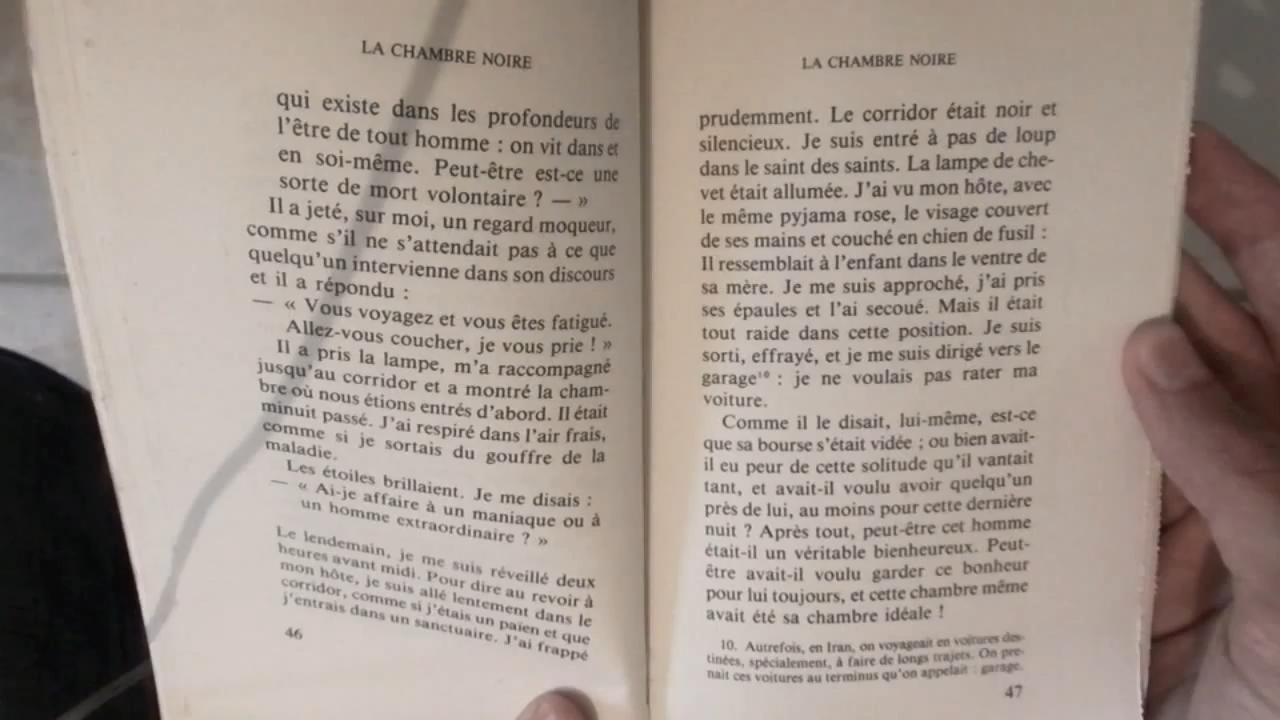 LA CHAMBRE NOIRE
qui existe dans les profondeurs de
l'être de tout homme : on vit dans et
en soi-même. Peut-être est-ce une
sorte de mort volontaire ? — »
Il a jeté, sur moi, un regard moqueur,
comme s'il ne s'attendait pas à ce que
quelqu'un intervienne dans son discours
et il a répondu :
— « Vous voyagez et vous êtes fatigué.
Allez-vous coucher, je vous prie ! »
Il a pris la lampe, m'a raccompagné
jusqu'au corridor et a montré la cham-
bre où nous étions entrés d'abord. Il était
minuit passé. J'ai respiré dans l'air frais,
comme si je sortais du gouffre de la
maladie.
Les étoiles brillaient. Je me disais :
— « Ai-je affaire à un maniaque ou à
un homme extraordinaire ? »
Le lendemain, je me suis réveillé deux
heures avant midi. Pour dire au revoir à
mon hôte, je suis allé lentement dans le
corridor, comme si j'étais un païen et que
j'entrais dans un sanctuaire. J'ai frappé
46
LA CHAMBRE NOIRE
prudemment. Le corridor était noir et
silencieux. Je suis entré à pas de loup
dans le saint des saints. La lampe de che-
vet était allumée. J'ai vu mon hôte, avec
le même pyjama rose, le visage couvert
de ses mains et couché en chien de fusil :
Il ressemblait à l'enfant dans le ventre de
sa mère. Je me suis approché, j'ai pris
ses épaules et l'ai secoué. Mais il était
tout raide dans cette position. Je suis
sorti, effrayé, et je me suis dirigé vers le
garage¹⁰ : je ne voulais pas rater ma
voiture.
Comme il le disait, lui-même, est-ce
que sa bourse s'était vidée ; ou bien avait-
il eu peur de cette solitude qu'il vantait
tant, et avait-il voulu avoir quelqu'un
près de lui, au moins pour cette dernière
nuit ? Après tout, peut-être cet homme
était-il un véritable bienheureux. Peut-
être avait-il voulu garder ce bonheur
pour lui toujours, et cette chambre même
avait été sa chambre idéale !
10. Autrefois, en Iran, on voyageait en voitures des-
tinées, spécialement, à faire de longs trajets. On pre-
nait ces voitures au terminus qu'on appelait : garage.
47